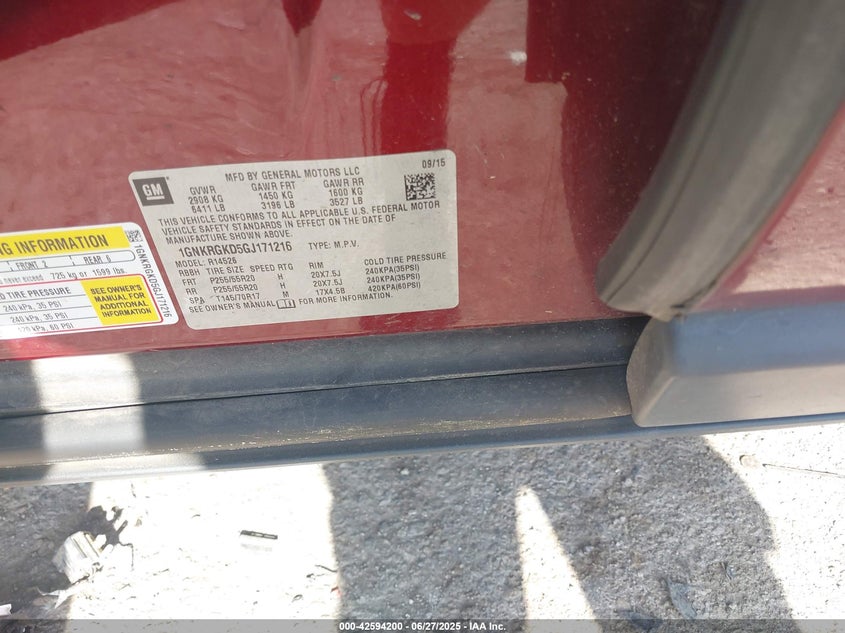 GM
MFD BY GENERAL MOTORS LLC
09/15
GVWR GAWR FRT GAWR RR
2908 KG 1450 KG 1600 KG
6411 LB 3196 LB 3527 LB
THIS VEHICLE CONFORMS TO ALL APPLICABLE U.S. FEDERAL MOTOR
VEHICLE SAFETY STANDARDS IN EFFECT ON THE DATE OF
MANUFACTURE SHOWN ABOVE.
1GNKRGKD5GJ171216 TYPE: M.P.V.
MODEL: R14526
RBBH TIRE SIZE SPEED RTG RIM COLD TIRE PRESSURE
FRT P255/55R20 H 20X7.5J 240KPA(35PSI)
RR P255/55R20 H 20X7.5J 240KPA(35PSI)
SPA T145/70R17 M 17X4.5B 420KPA(60PSI)
SEE OWNER'S MANUAL FOR MORE INFORMATION.
NG INFORMATION
FRONT 2 REAR 5
NEVER EXCEED 725 kg or 1599 lbs.
COLD TIRE PRESSURE
240 kPa, 35 PSI
240 kPa, 35 PSI
420 kPa, 60 PSI
SEE OWNER'S
MANUAL FOR
ADDITIONAL
INFORMATION
1GNKRGKD5GJ171216
000-42594200 06/27/2025 IAA Inc.